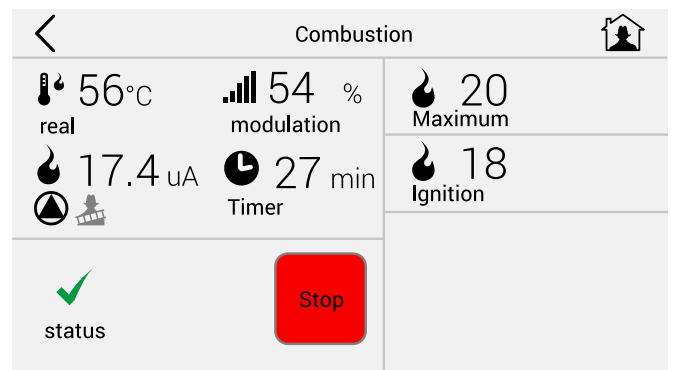 Combustion
56°C
real
54 %
modulation
17.4 uA
27 min
Timer
20
Maximum
18
Ignition
status
Stop